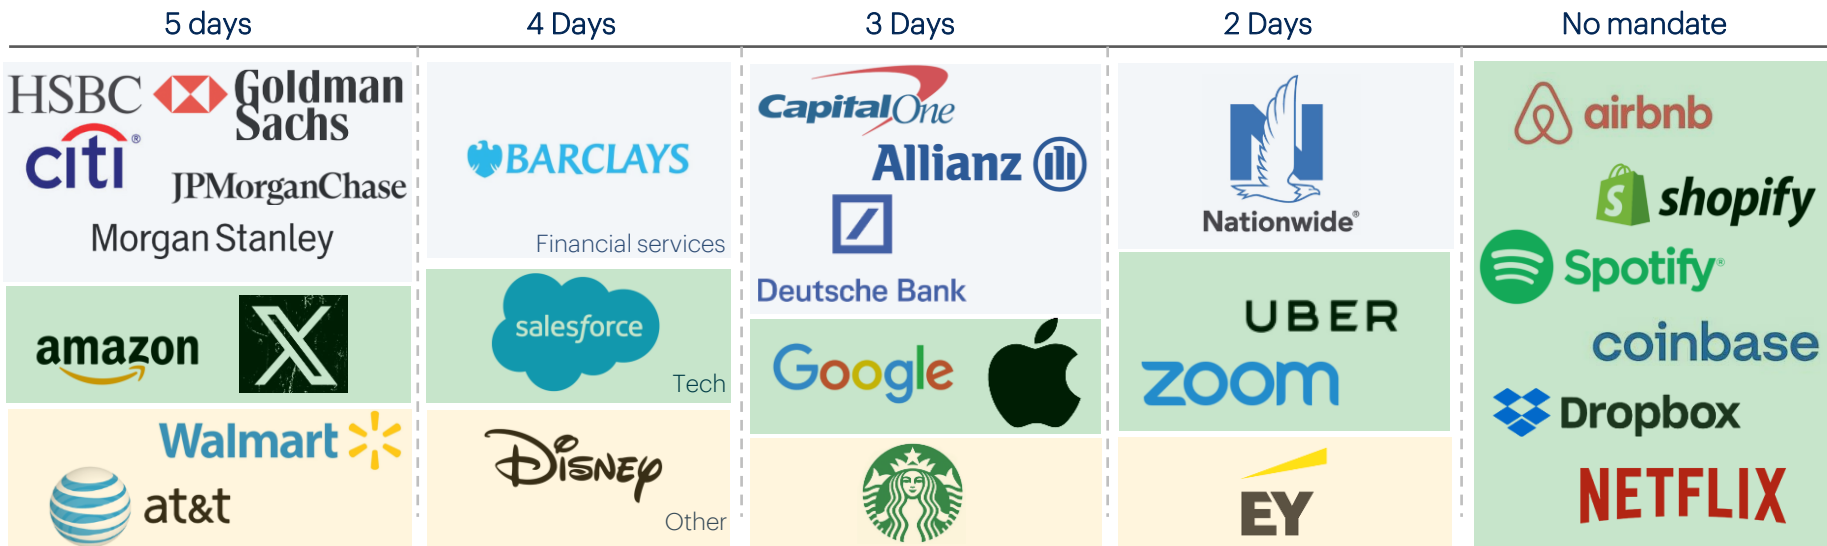 5 days
4 Days
3 Days
2 Days
No mandate
HSBC
Goldman
Sachs
citi®
JPMorganChase
Morgan Stanley
amazon
X
Walmart
at&t
BARCLAYS
Financial services
salesforce
Tech
Disney
Other
Capital One
Allianz
Deutsche Bank
Google
N
Nationwide®
UBER
zoom
EY
airbnb
shopify
Spotify®
coinbase
Dropbox
NETFLIX